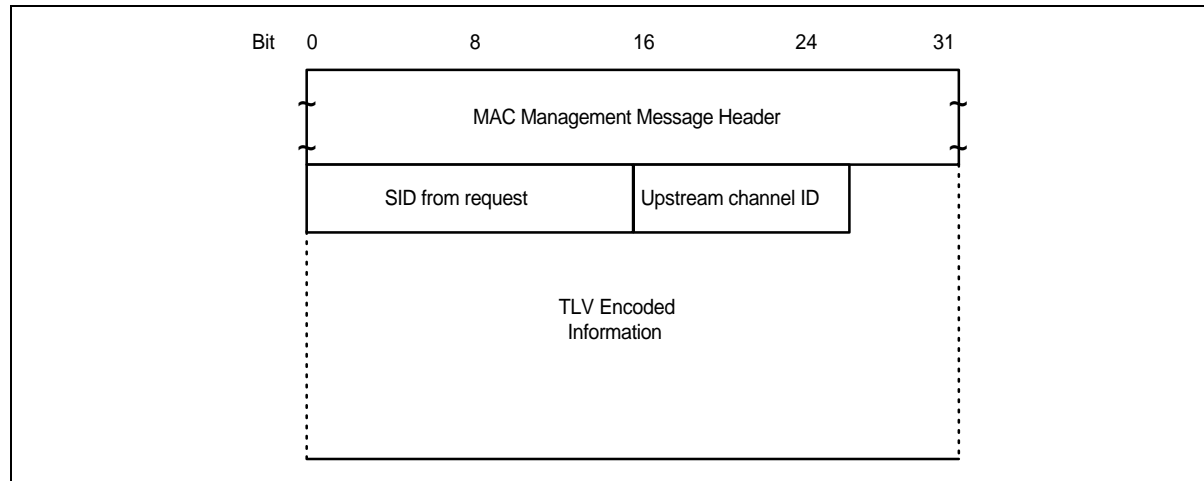 Bit 0 8 16 24 31
MAC Management Message Header
SID from request Upstream channel ID
TLV Encoded
Information